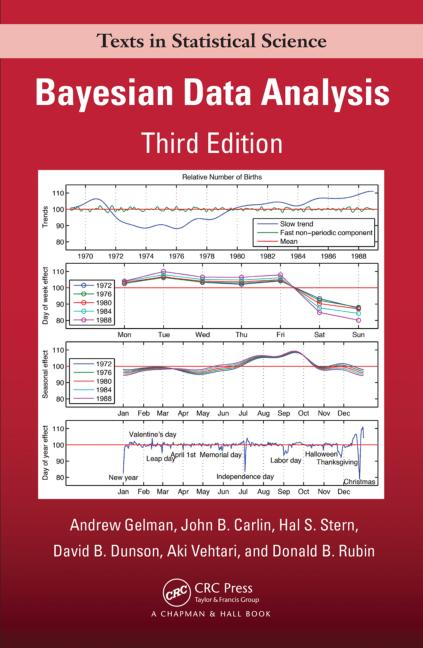 Texts in Statistical Science
Bayesian Data Analysis
Third Edition
Relative Number of Births
Trends
110
100
90
80
Slow trend
Fast non−periodic component
Mean
1970 1972 1974 1976 1978 1980 1982 1984 1986 1988
Day of week effect
110
100
90
80
1972
1976
1980
1984
1988
Mon Tue Wed Thu Fri Sat Sun
Seasonal effect
110
100
90
80
1972
1976
1980
1984
1988
Jan Feb Mar Apr May Jun Jul Aug Sep Oct Nov Dec
Day of year effect
110
100
90
80
Valentine's day
Leap day
April 1st
Memorial day
Halloween
Labor day
Thanksgiving
New year
Independence day
Christmas
Jan Feb Mar Apr May Jun Jul Aug Sep Oct Nov Dec
Andrew Gelman, John B. Carlin, Hal S. Stern,
David B. Dunson, Aki Vehtari, and Donald B. Rubin
CRC
CRC Press
Taylor & Francis Group
A CHAPMAN & HALL BOOK